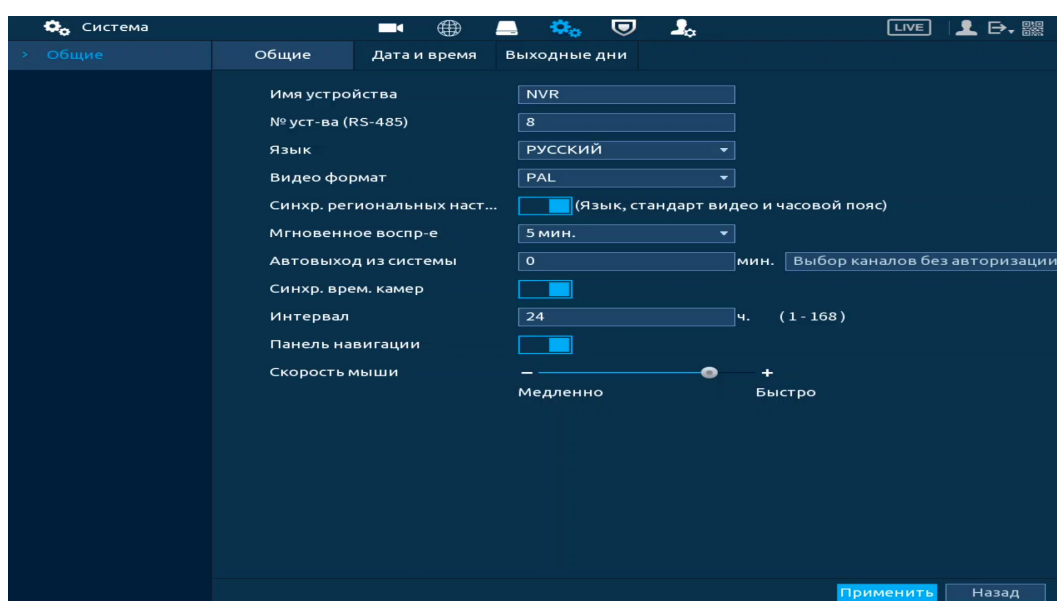 Система LIVE
> Общие Общие Дата и время Выходные дни
Имя устройства NVR
№ уст-ва (RS-485) 8
Язык РУССКИЙ
Видео формат PAL
Синхр. региональных наст... (Язык, стандарт видео и часовой пояс)
Мгновенное воспр-е 5 мин.
Автовыход из системы 0 мин. Выбор каналов без авторизации
Синхр. врем. камер
Интервал 24 ч. ( 1 - 168 )
Панель навигации
Скорость мыши − +
Медленно Быстро
Применить Назад